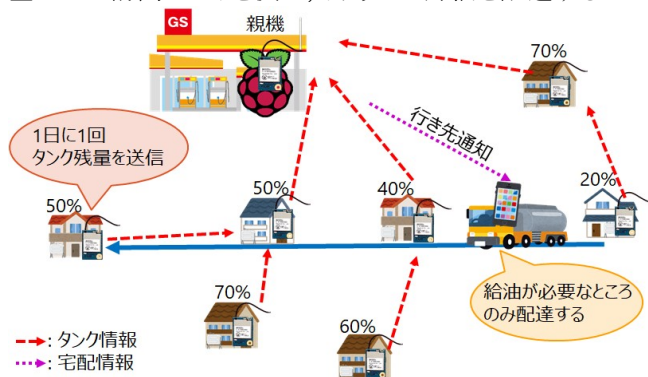 GS
親機
70%
1日に1回
タンク残量を送信
行き先通知
50%
50%
40%
20%
70%
60%
給油が必要なところ
のみ配達する
: タンク情報
: 宅配情報